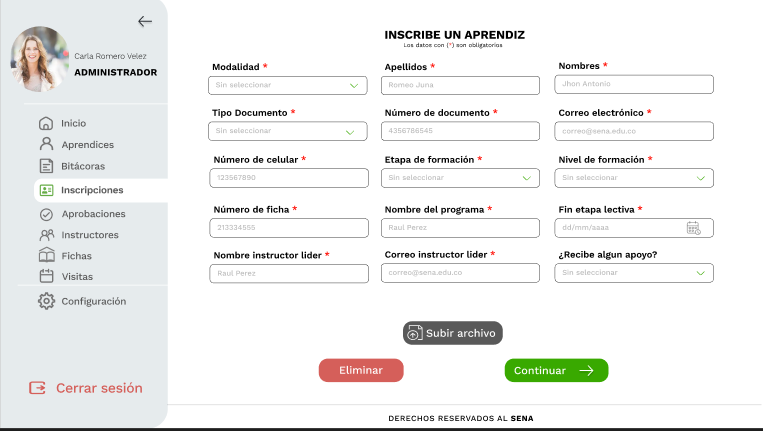 Carla Romero Velez
ADMINISTRADOR
Inicio
Aprendices
Bitácoras
Inscripciones
Aprobaciones
Instructores
Fichas
Visitas
Configuración
Cerrar sesión
INSCRIBE UN APRENDIZ
Los datos con (*) son obligatorios
Modalidad * Apellidos * Nombres *
Sin seleccionar Romeo Juna Jhon Antonio
Tipo Documento * Número de documento * Correo electrónico *
Sin seleccionar 4356786545 correo@sena.edu.co
Número de celular * Etapa de formación * Nivel de formación *
123567890 Sin seleccionar Sin seleccionar
Número de ficha * Nombre del programa * Fin etapa lectiva *
213334555 Raul Perez dd/mm/aaaa
Nombre instructor lider * Correo instructor lider * ¿Recibe algun apoyo?
Raul Perez correo@sena.edu.co Sin seleccionar
Subir archivo
Eliminar Continuar
DERECHOS RESERVADOS AL SENA